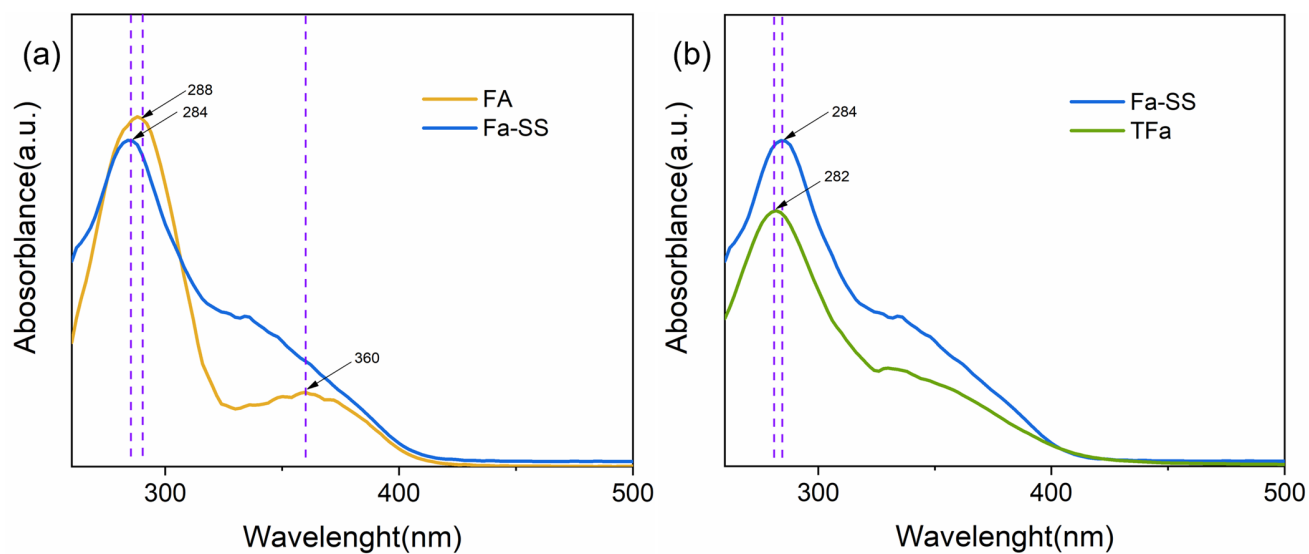 (a)
288
284
FA
Fa-SS
360
Abosorblance(a.u.)
300
400
500
Wavelenght(nm)
(b)
284
282
Fa-SS
TFa
Abosorblance(a.u.)
300
400
500
Wavelenght(nm)